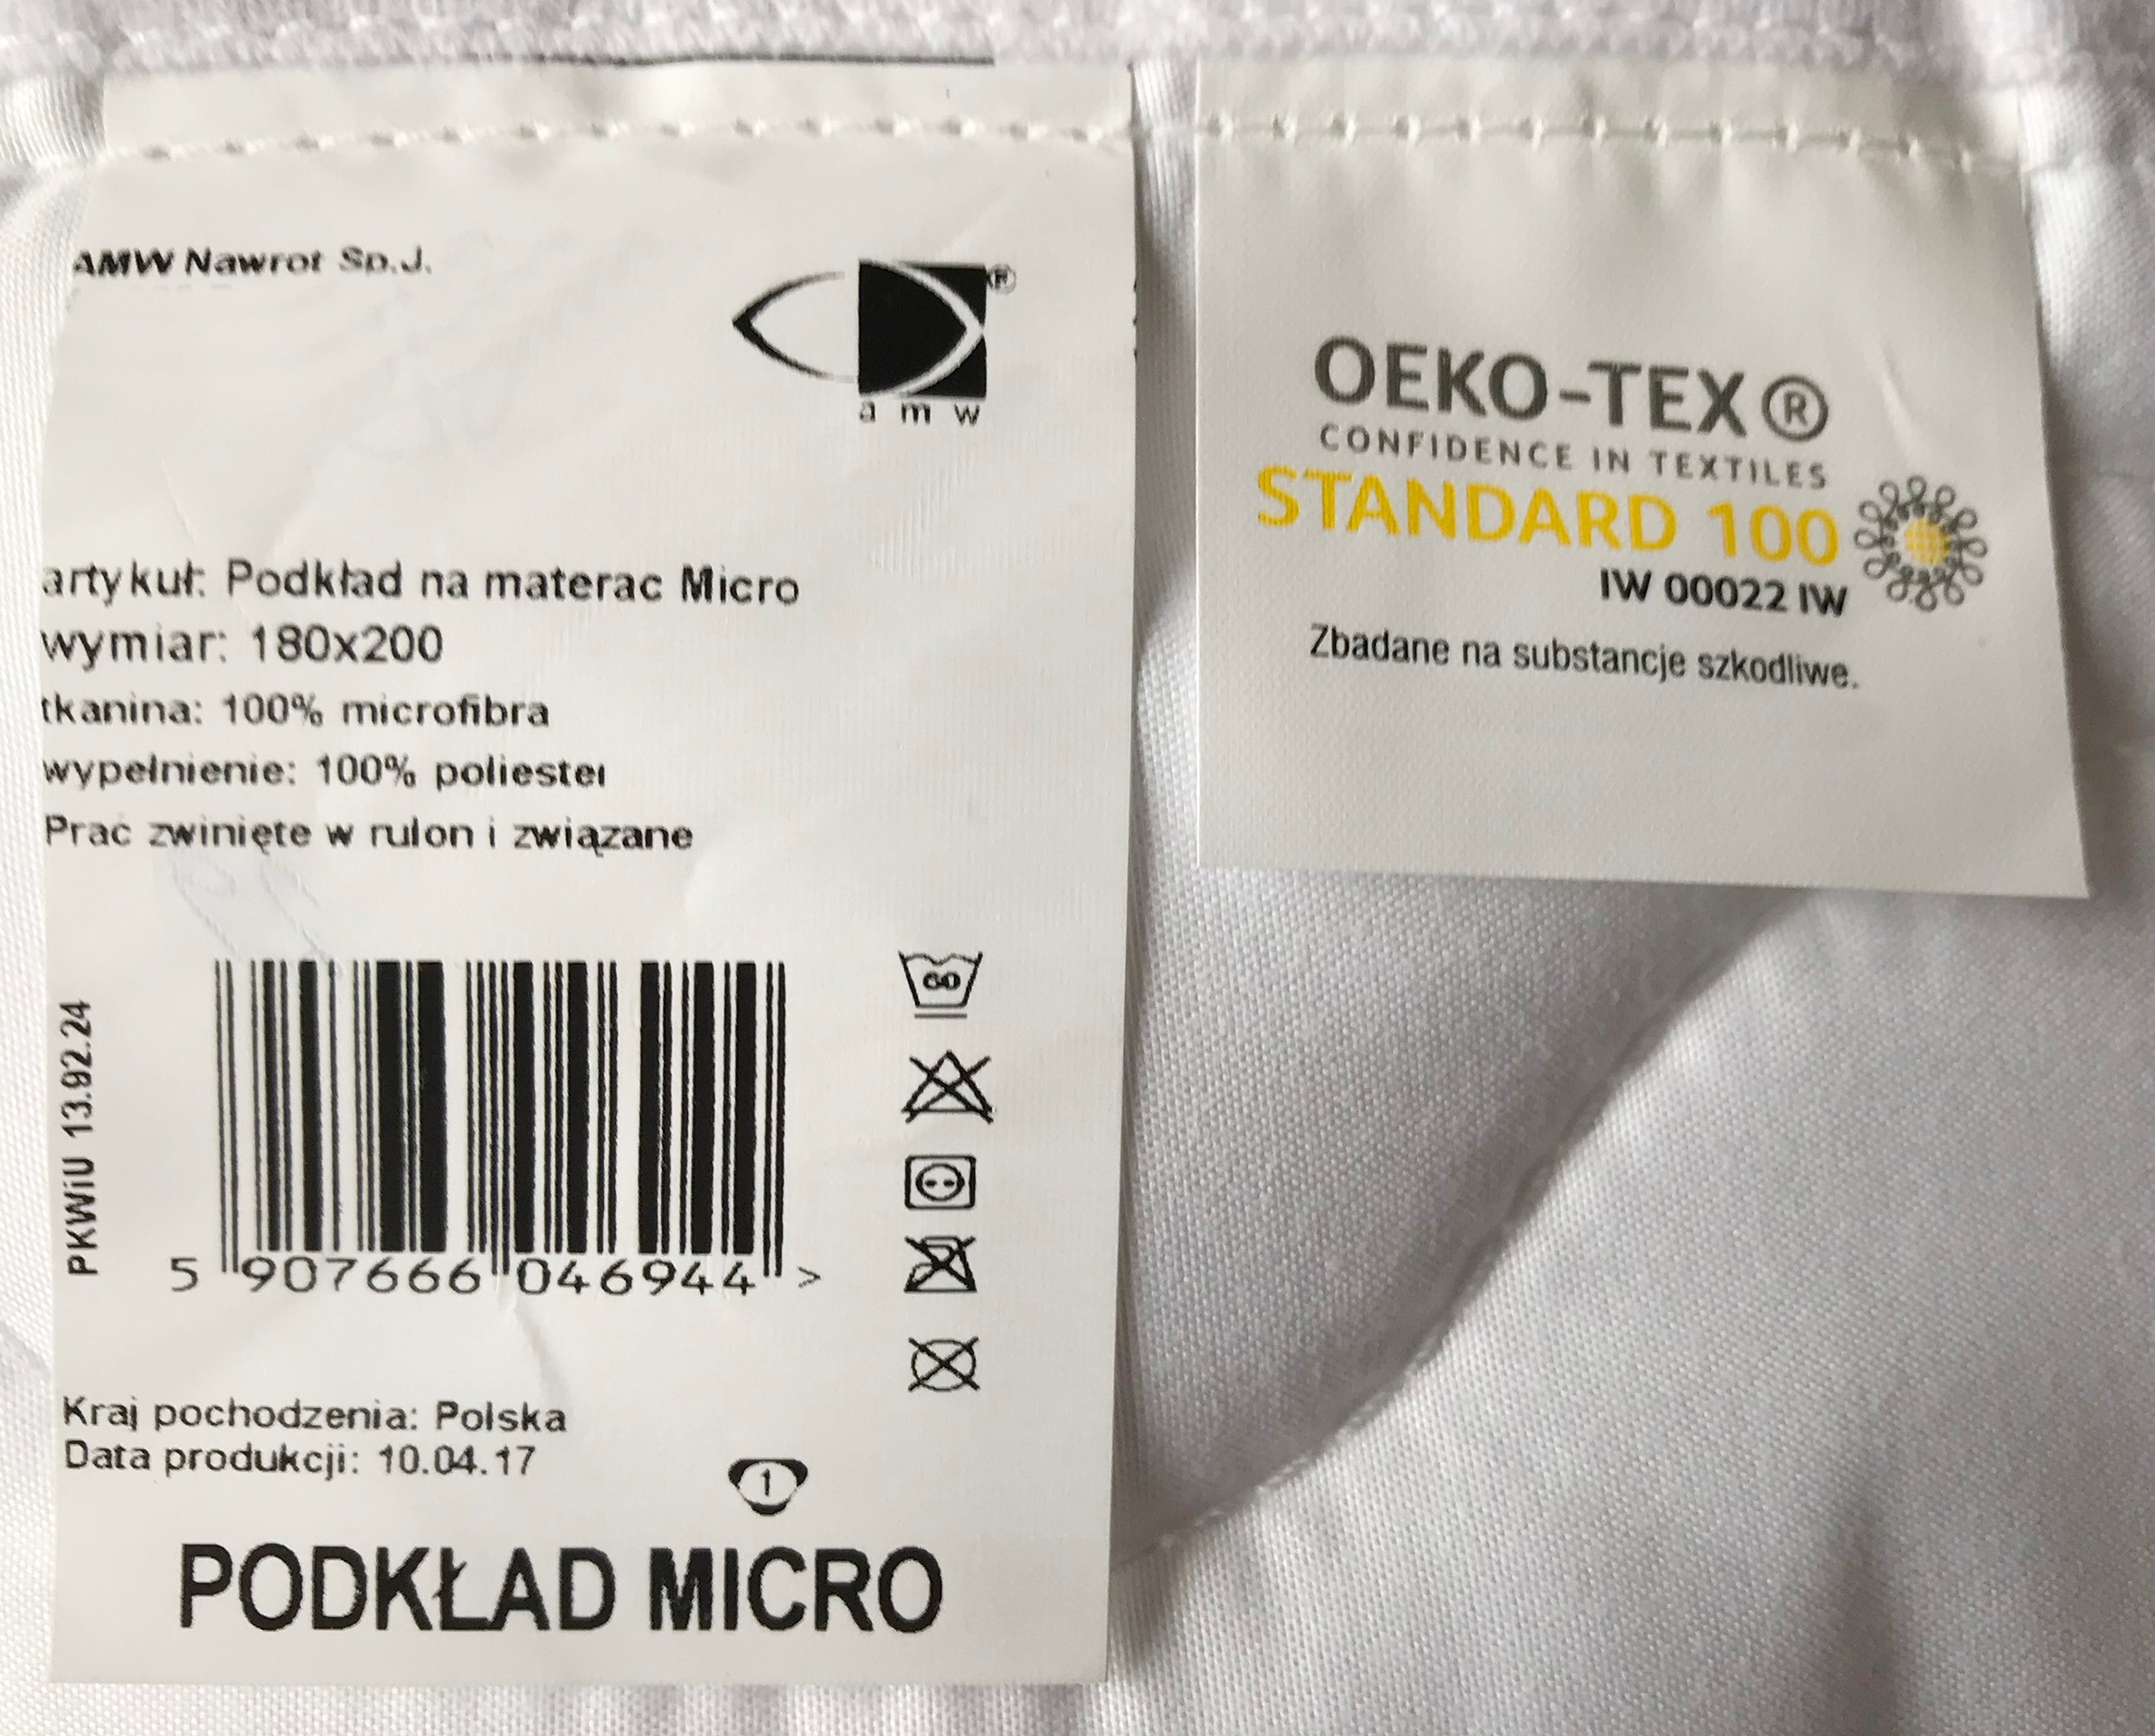 AMW Nawrot Sp.J.
®
a m w
artykuł: Podkład na materac Micro
wymiar: 180x200
tkanina: 100% microfibra
wypełnienie: 100% poliester
Prać zwinięte w rulon i związane
PKWiU 13.92.24
5 907666 046944 >
Kraj pochodzenia: Polska
Data produkcji: 10.04.17
1
PODKŁAD MICRO
OEKO-TEX®
CONFIDENCE IN TEXTILES
STANDARD 100
IW 00022 IW
Zbadane na substancje szkodliwe.